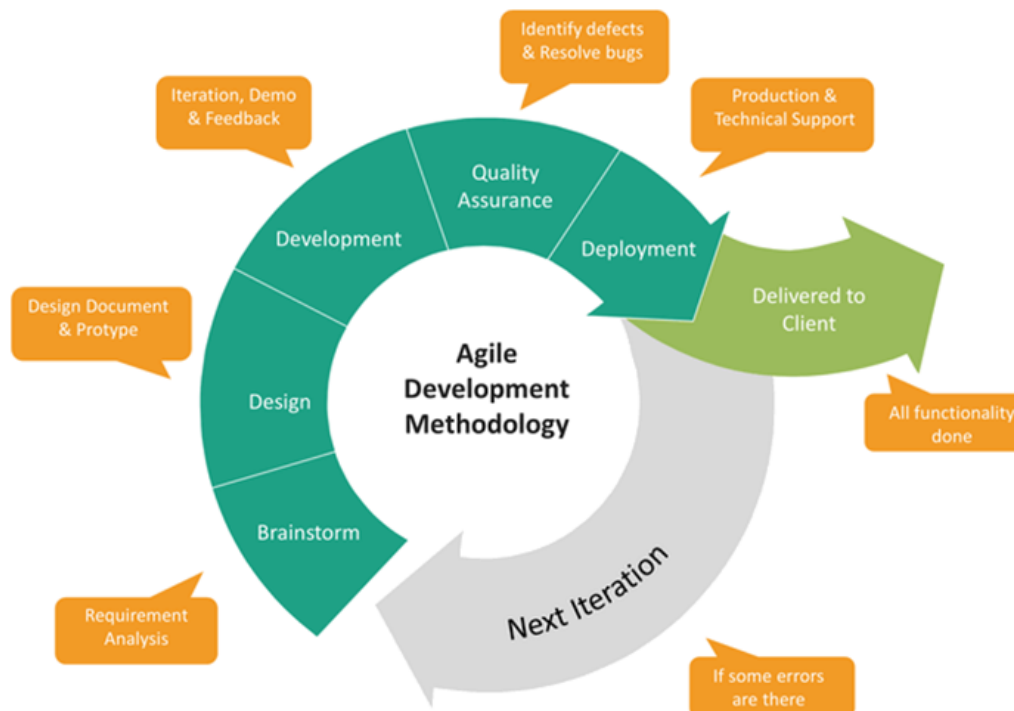 Identify defects
& Resolve bugs
Iteration, Demo
& Feedback
Production &
Technical Support
Quality
Assurance
Development
Deployment
Delivered to
Client
Design Document
& Protype
Agile
Development
Methodology
Design
All functionality
done
Brainstorm
Next Iteration
Requirement
Analysis
If some errors
are there